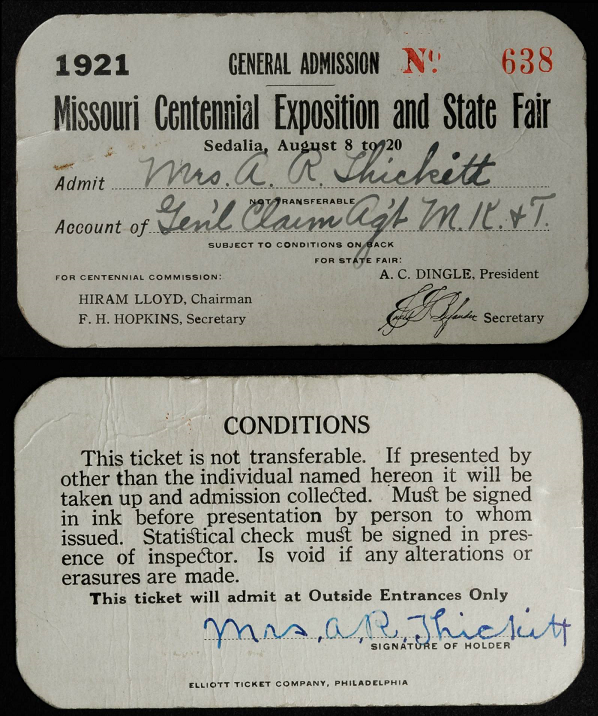 1921 GENERAL ADMISSION Nº 638
Missouri Centennial Exposition and State Fair
Sedalia, August 8 to 20
Admit Mrs. A. R. Thickett
NOT TRANSFERABLE
Account of Gen'l Claim Agt M. K. & T.
SUBJECT TO CONDITIONS ON BACK
FOR STATE FAIR:
FOR CENTENNIAL COMMISSION: A. C. DINGLE, President
HIRAM LLOYD, Chairman
F. H. HOPKINS, Secretary Secretary
CONDITIONS
This ticket is not transferable. If presented by
other than the individual named hereon it will be
taken up and admission collected. Must be signed
in ink before presentation by person to whom
issued. Statistical check must be signed in pres-
ence of inspector. Is void if any alterations or
erasures are made.
This ticket will admit at Outside Entrances Only
Mrs. A. R. Thickett
SIGNATURE OF HOLDER
ELLIOTT TICKET COMPANY, PHILADELPHIA